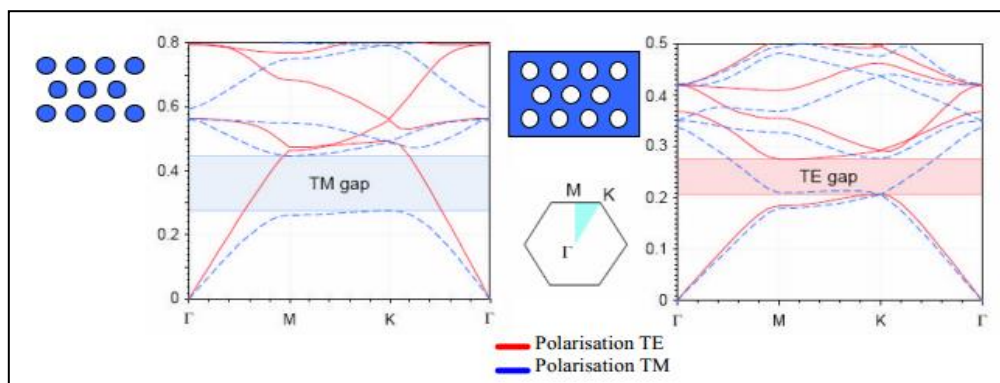 0.8
0.6
0.4
0.2
0
TM gap
Γ
M
K
Γ
M
K
Γ
0.5
0.4
0.3
0.2
0.1
0
TE gap
Γ
M
K
Γ
Polarisation TE
Polarisation TM